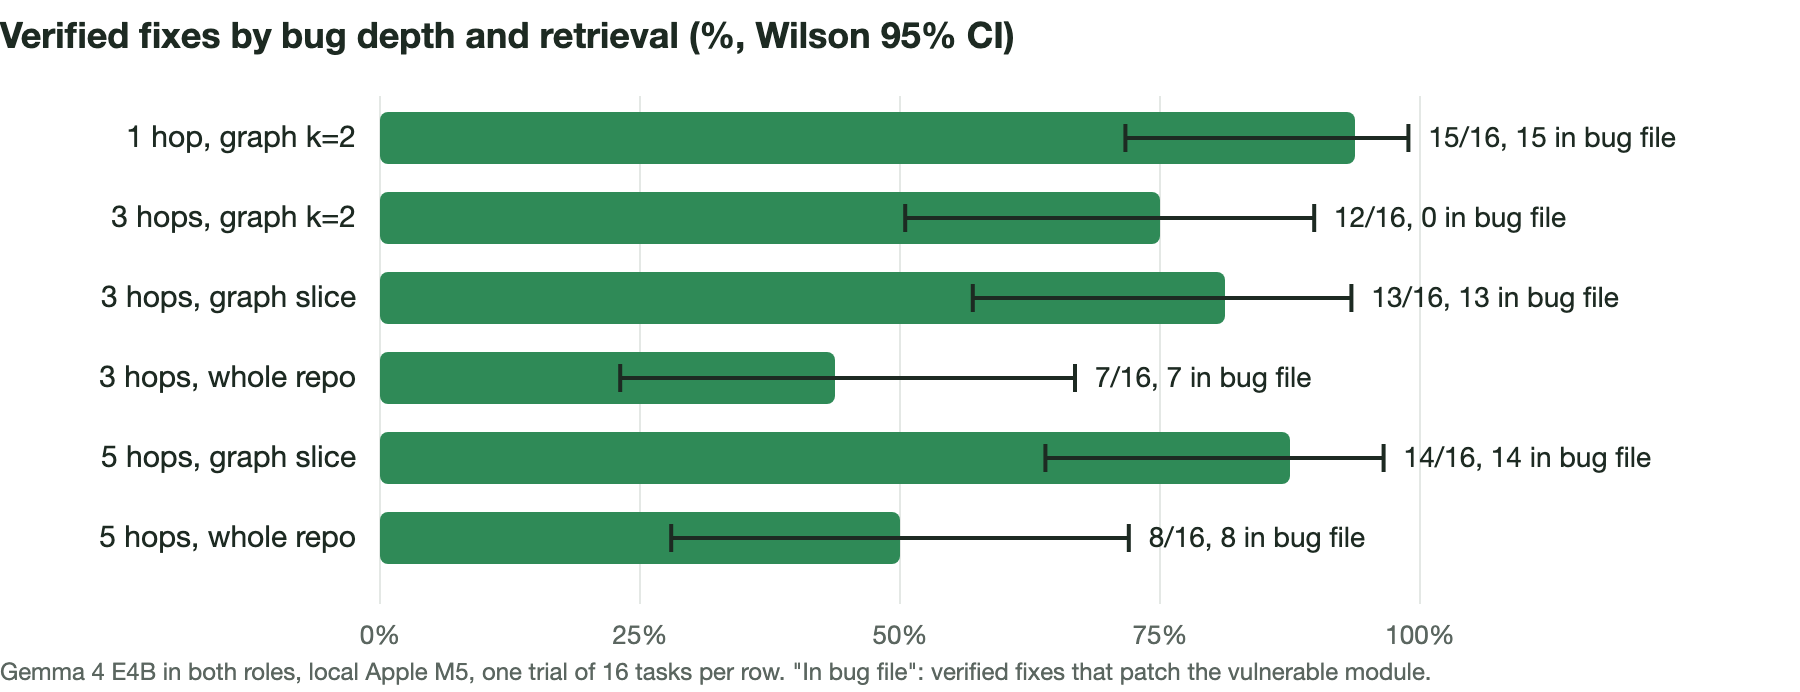 Verified fixes by bug depth and retrieval (%, Wilson 95% CI)
1 hop, graph k=2 15/16, 15 in bug file
3 hops, graph k=2 12/16, 0 in bug file
3 hops, graph slice 13/16, 13 in bug file
3 hops, whole repo 7/16, 7 in bug file
5 hops, graph slice 14/16, 14 in bug file
5 hops, whole repo 8/16, 8 in bug file
0% 25% 50% 75% 100%
Gemma 4 E4B in both roles, local Apple M5, one trial of 16 tasks per row. "In bug file": verified fixes that patch the vulnerable module.